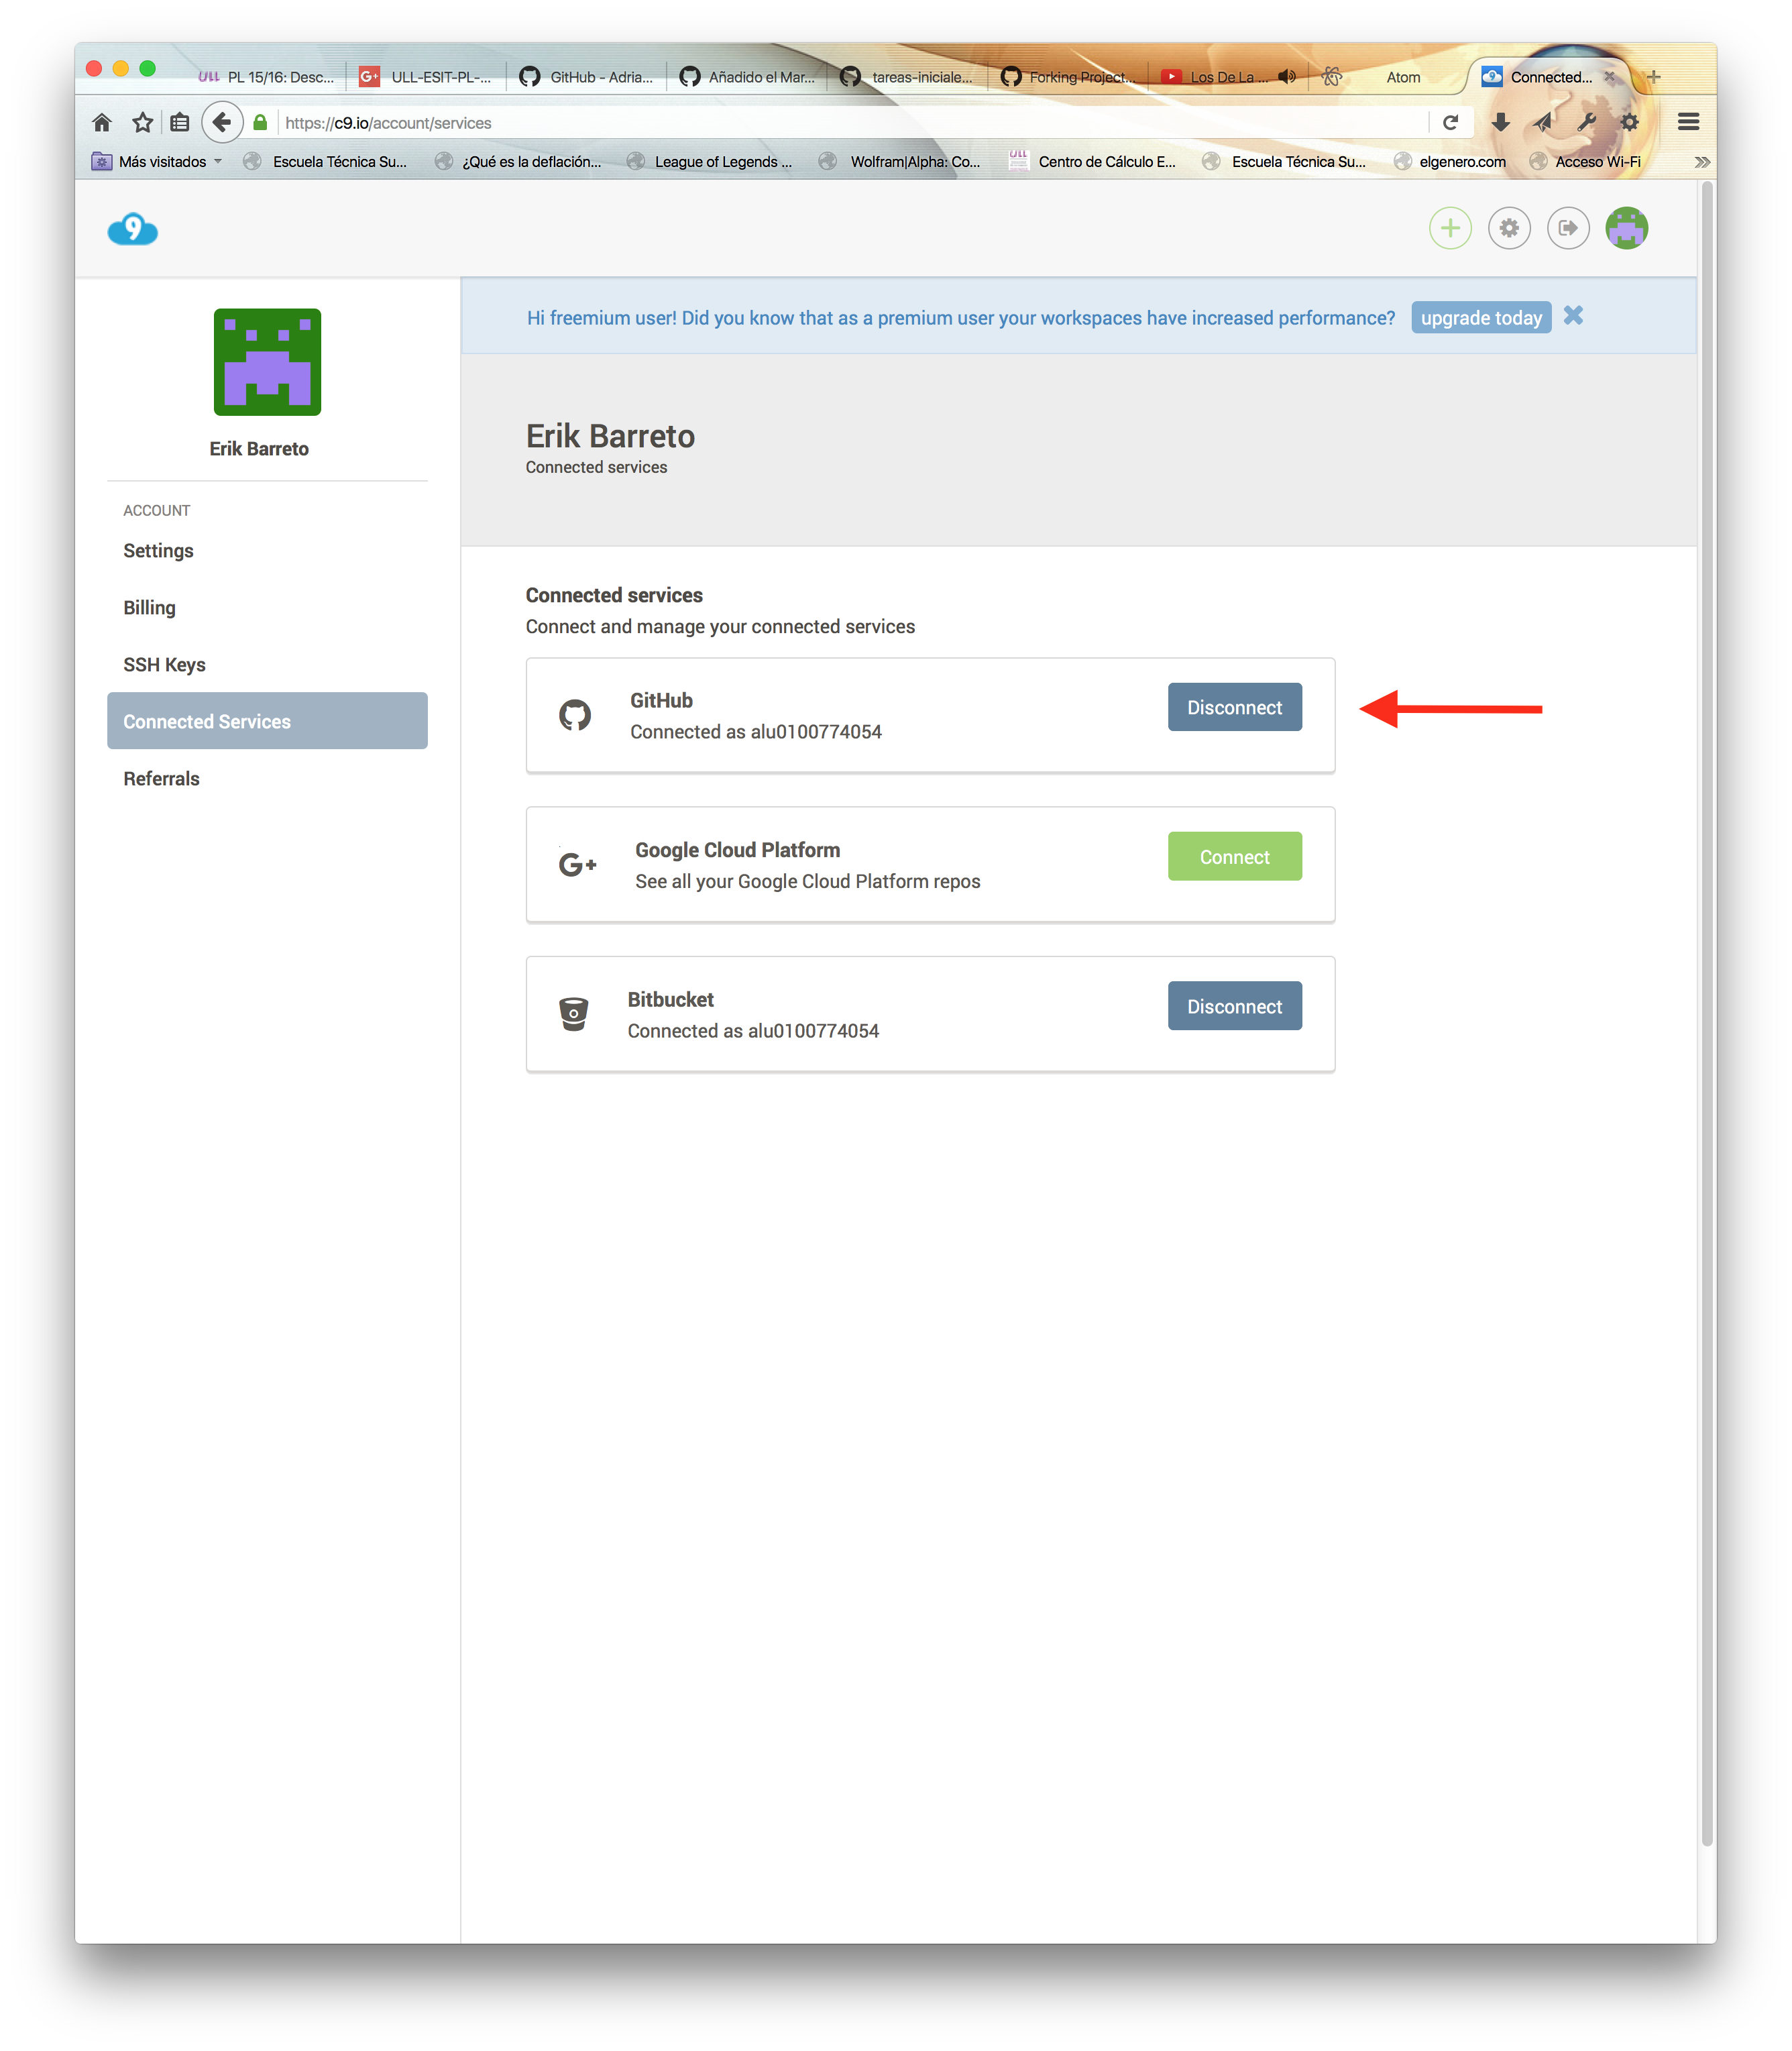 ULL PL 15/16: Desc...
G+ ULL-ESIT-PL-...
GitHub - Adria...
Añadido el Mar...
tareas-iniciale...
Forking Project...
Los De La ...
Atom
9 Connected...
https://c9.io/account/services
Más visitados
Escuela Técnica Su...
¿Qué es la deflación...
League of Legends ...
Wolfram|Alpha: Co...
ULL Centro de Cálculo E...
Escuela Técnica Su...
elgenero.com
Acceso Wi-Fi
9
Hi freemium user! Did you know that as a premium user your workspaces have increased performance? upgrade today
Erik Barreto
ACCOUNT
Settings
Billing
SSH Keys
Connected Services
Referrals
Erik Barreto
Connected services
Connected services
Connect and manage your connected services
GitHub
Connected as alu0100774054
Disconnect
G+
Google Cloud Platform
See all your Google Cloud Platform repos
Connect
Bitbucket
Connected as alu0100774054
Disconnect